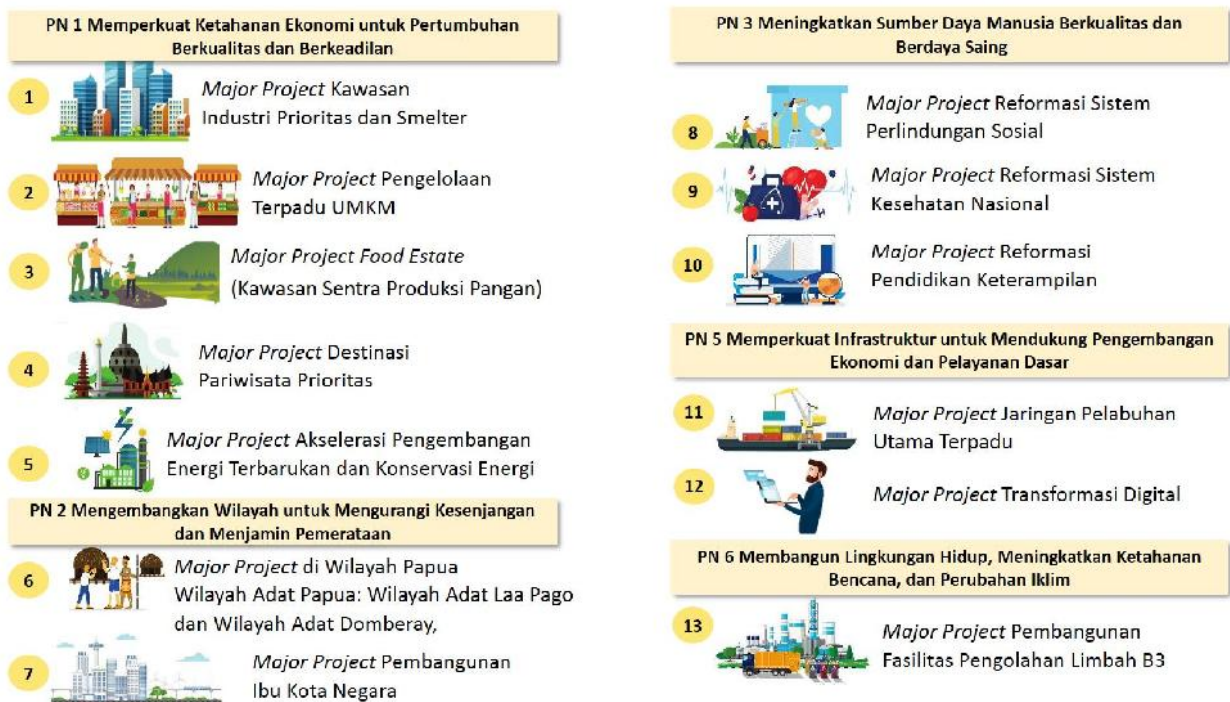 PN 1 Memperkuat Ketahanan Ekonomi untuk Pertumbuhan
Berkualitas dan Berkeadilan
1
Major Project Kawasan
Industri Prioritas dan Smelter
2
Major Project Pengelolaan
Terpadu UMKM
3
Major Project Food Estate
(Kawasan Sentra Produksi Pangan)
4
Major Project Destinasi
Pariwisata Prioritas
5
Major Project Akselerasi Pengembangan
Energi Terbarukan dan Konservasi Energi
PN 2 Mengembangkan Wilayah untuk Mengurangi Kesenjangan
dan Menjamin Pemerataan
6
Major Project di Wilayah Papua
Wilayah Adat Papua: Wilayah Adat Laa Pago
dan Wilayah Adat Domberay,
7
Major Project Pembangunan
Ibu Kota Negara
PN 3 Meningkatkan Sumber Daya Manusia Berkualitas dan
Berdaya Saing
8
Major Project Reformasi Sistem
Perlindungan Sosial
9
Major Project Reformasi Sistem
Kesehatan Nasional
10
Major Project Reformasi
Pendidikan Keterampilan
PN 5 Memperkuat Infrastruktur untuk Mendukung Pengembangan
Ekonomi dan Pelayanan Dasar
11
Major Project Jaringan Pelabuhan
Utama Terpadu
12
Major Project Transformasi Digital
PN 6 Membangun Lingkungan Hidup, Meningkatkan Ketahanan
Bencana, dan Perubahan Iklim
13
Major Project Pembangunan
Fasilitas Pengolahan Limbah B3